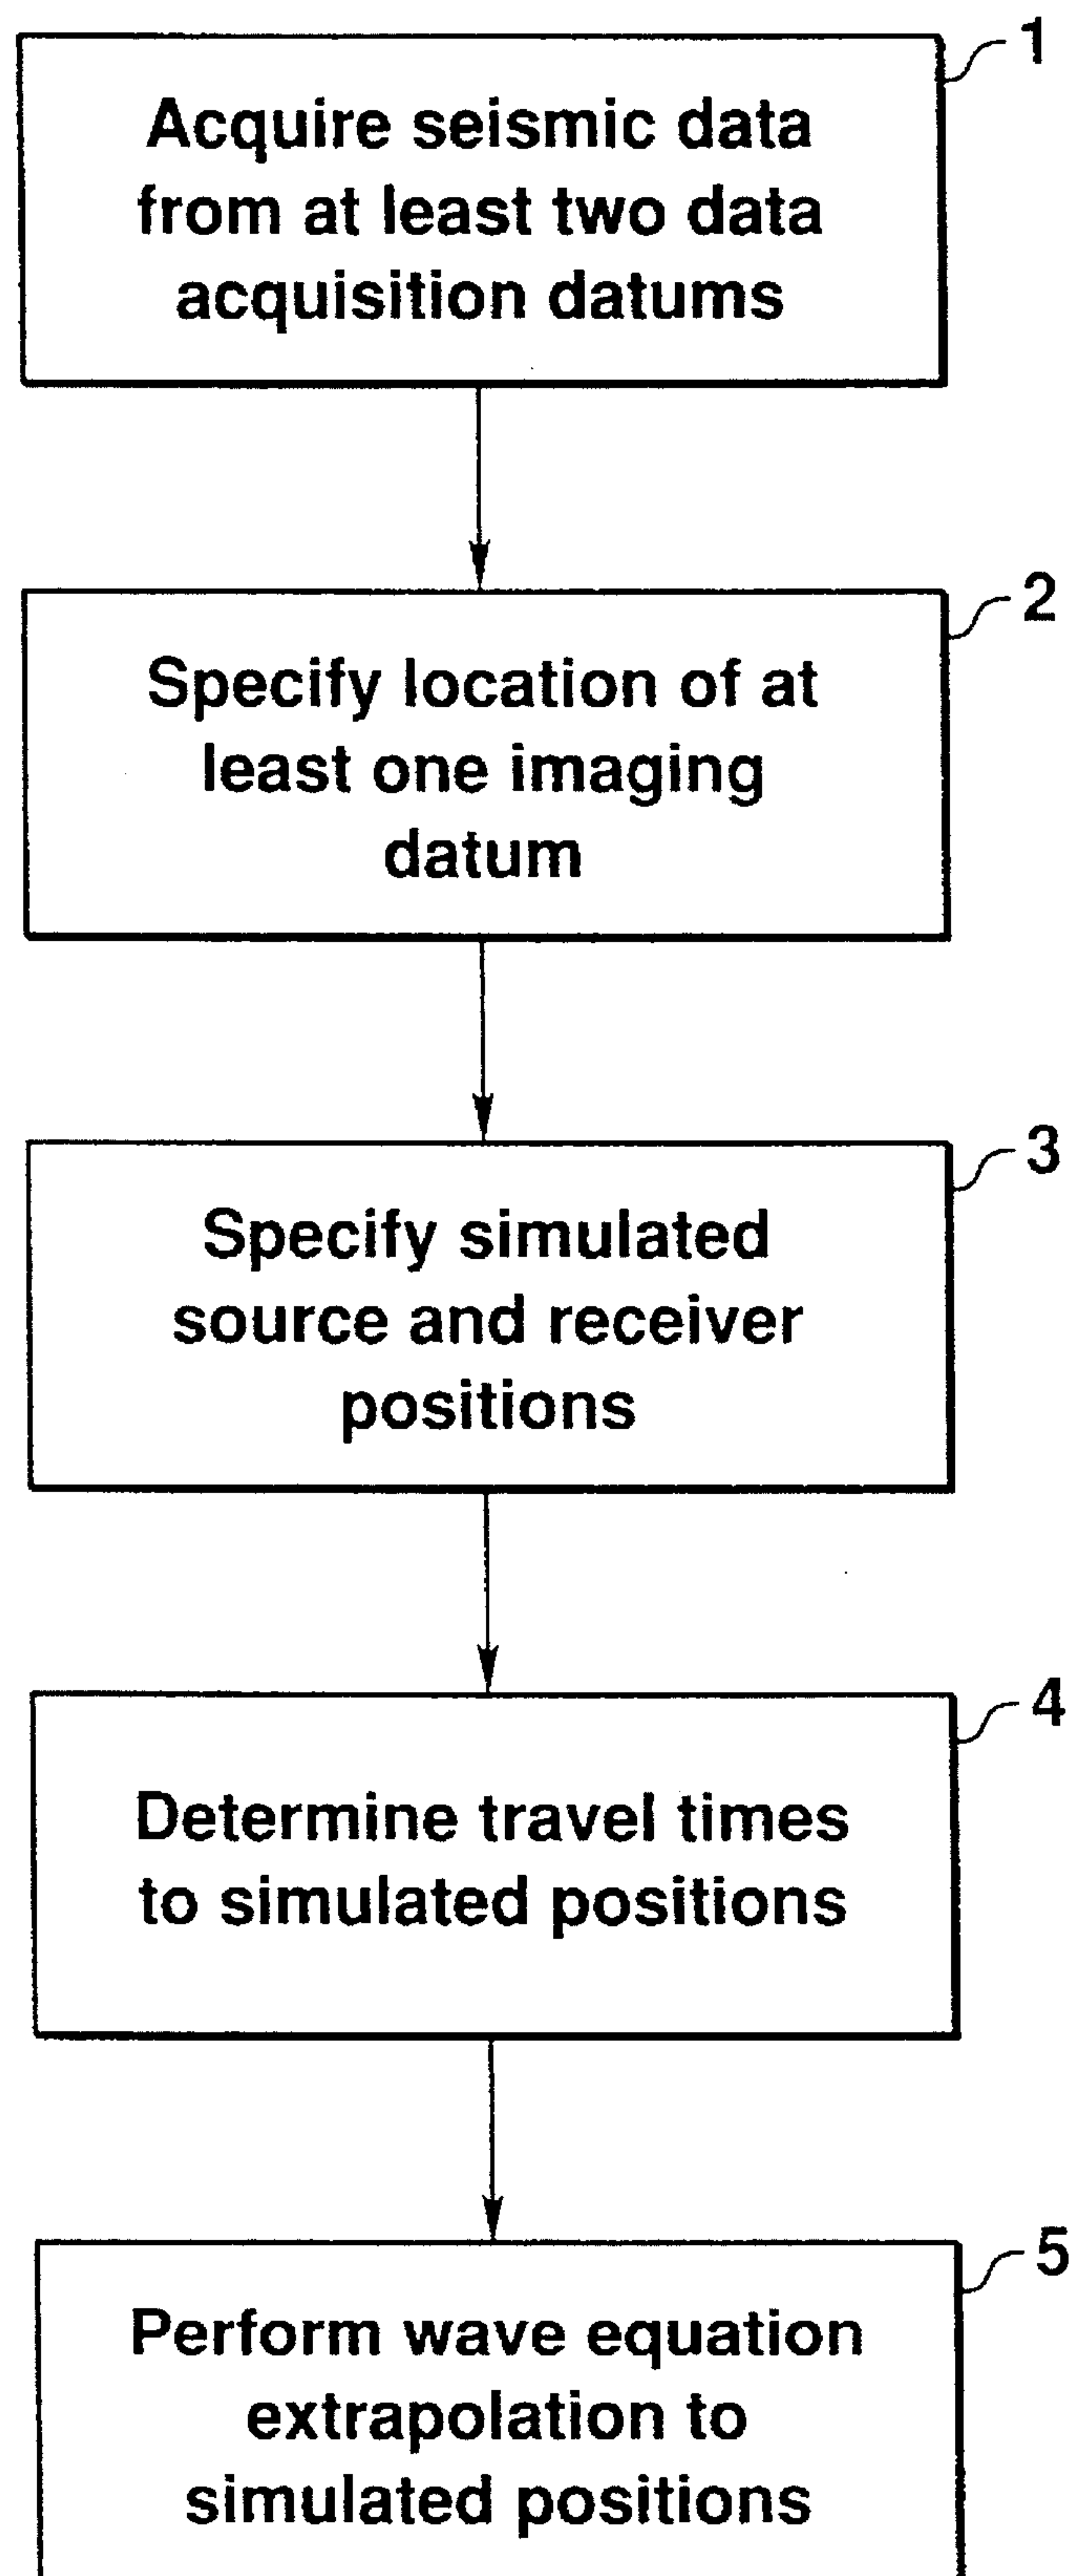 1
Acquire seismic data
from at least two data
acquisition datums
2
Specify location of at
least one imaging
datum
3
Specify simulated
source and receiver
positions
4
Determine travel times
to simulated positions
5
Perform wave equation
extrapolation to
simulated positions